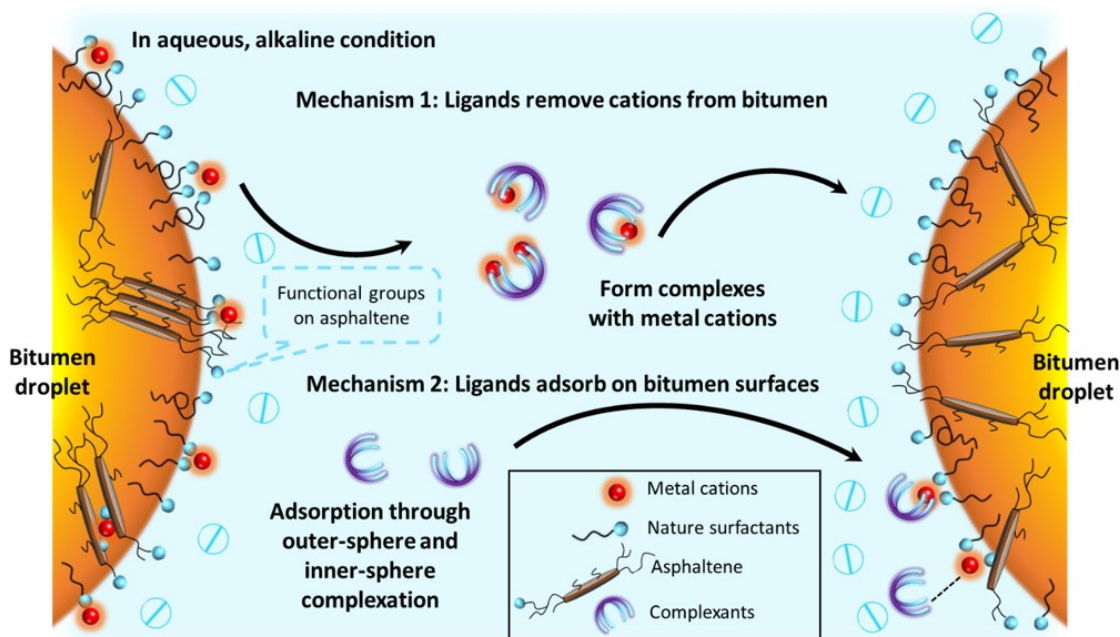 In aqueous, alkaline condition
Mechanism 1: Ligands remove cations from bitumen
Functional groups
on asphaltene
Form complexes
with metal cations
Bitumen
droplet
Bitumen
droplet
Mechanism 2: Ligands adsorb on bitumen surfaces
Adsorption through
outer-sphere and
inner-sphere
complexation
Metal cations
Nature surfactants
Asphaltene
Complexants